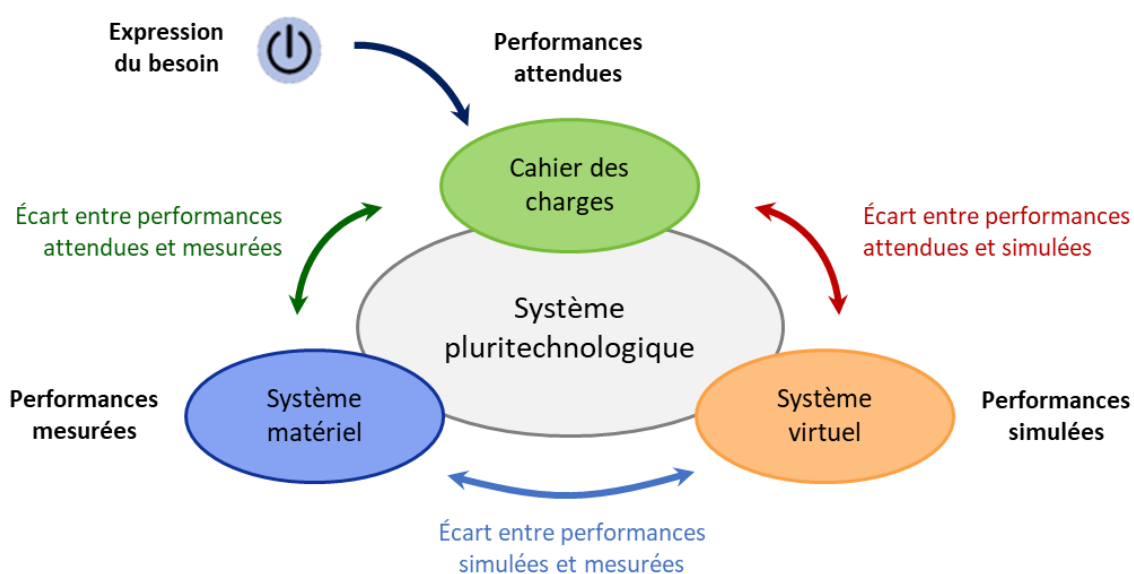 Expression
du besoin
Performances
attendues
Cahier des
charges
Écart entre performances
attendues et mesurées
Écart entre performances
attendues et simulées
Système
pluritechnologique
Performances
mesurées
Système
matériel
Système
virtuel
Performances
simulées
Écart entre performances
simulées et mesurées